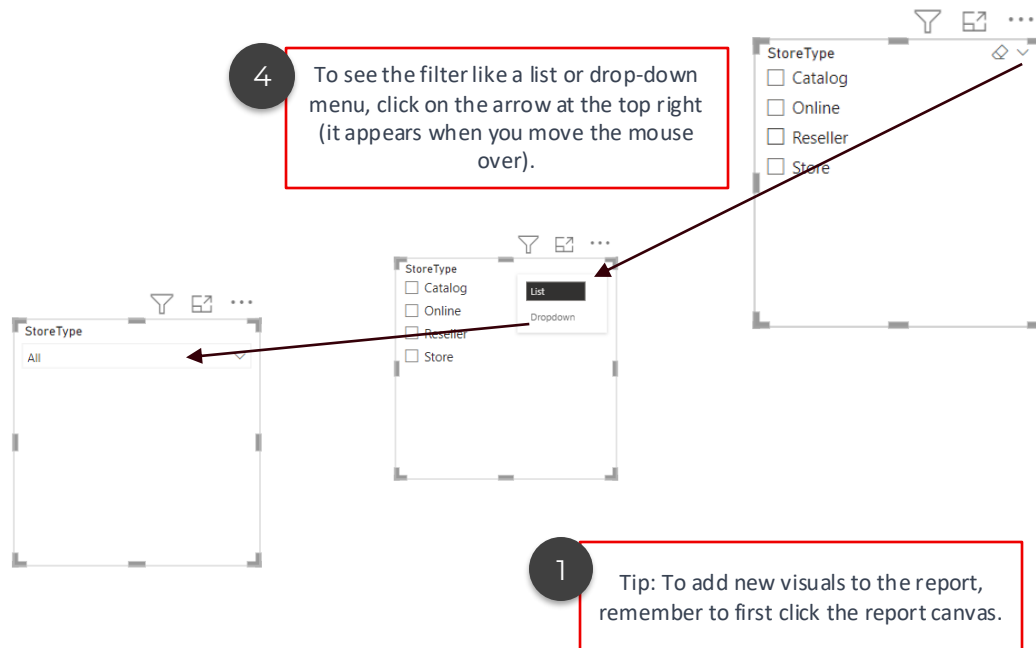 4
To see the filter like a list or drop-down
menu, click on the arrow at the top right
(it appears when you move the mouse
over).
StoreType
Catalog
Online
Reseller
Store
StoreType
Catalog
Online
Reseller
Store
List
Dropdown
StoreType
All
1
Tip: To add new visuals to the report,
remember to first click the report canvas.